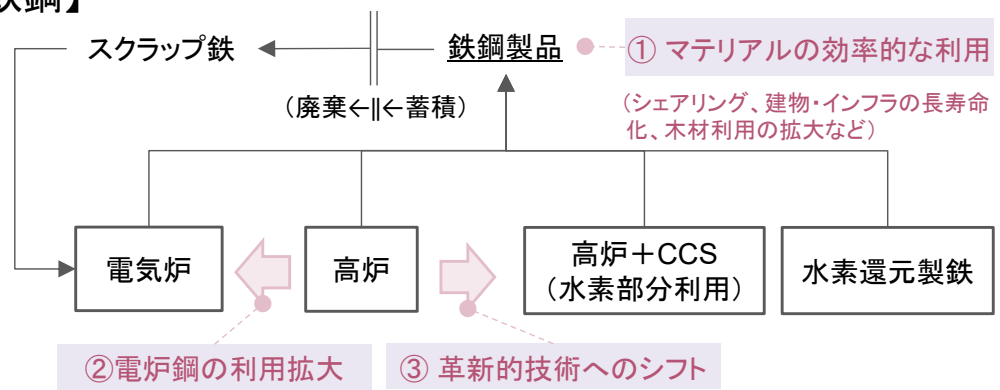 鉄鋼】
スクラップ鉄
鉄鋼製品
① マテリアルの効率的な利用
（廃棄←||←蓄積）
（シェアリング、建物・インフラの長寿命
化、木材利用の拡大など）
電気炉
高炉
高炉＋CCS
（水素部分利用）
水素還元製鉄
②電炉鋼の利用拡大
③ 革新的技術へのシフト